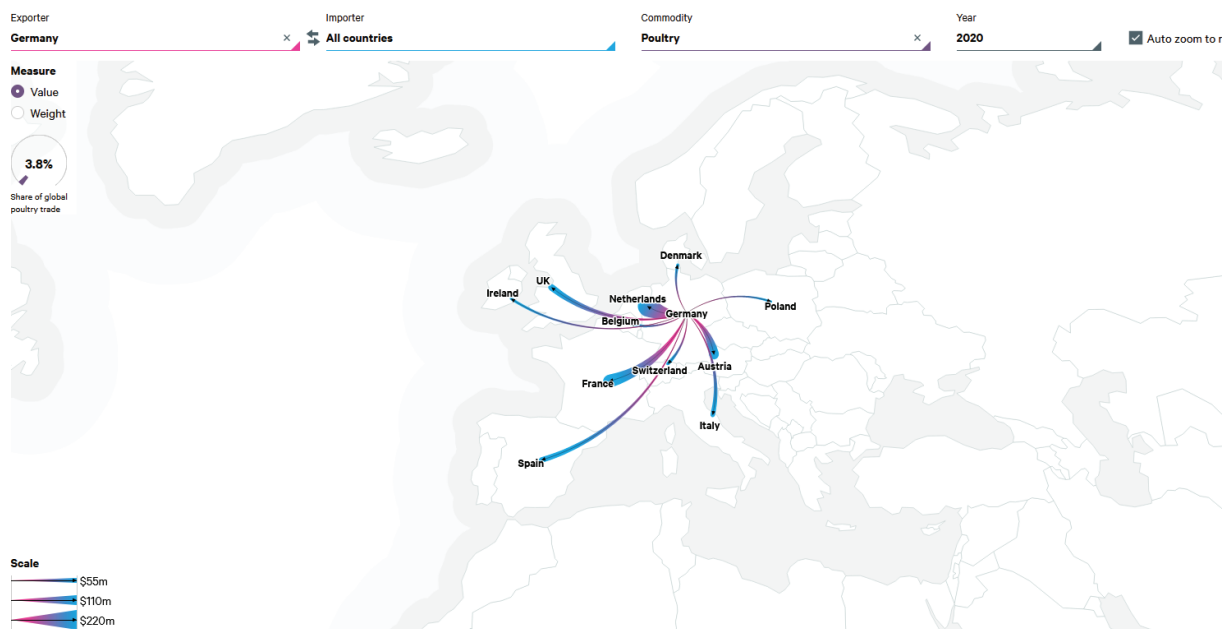 Exporter
Germany
Importer
All countries
Commodity
Poultry
Year
2020
Auto zoom to r
Measure
Value
Weight
3.8%
Share of global
poultry trade
Denmark
UK
Ireland
Netherlands
Poland
Germany
Belgium
Austria
Switzerland
France
Italy
Spain
Scale
$55m
$110m
$220m